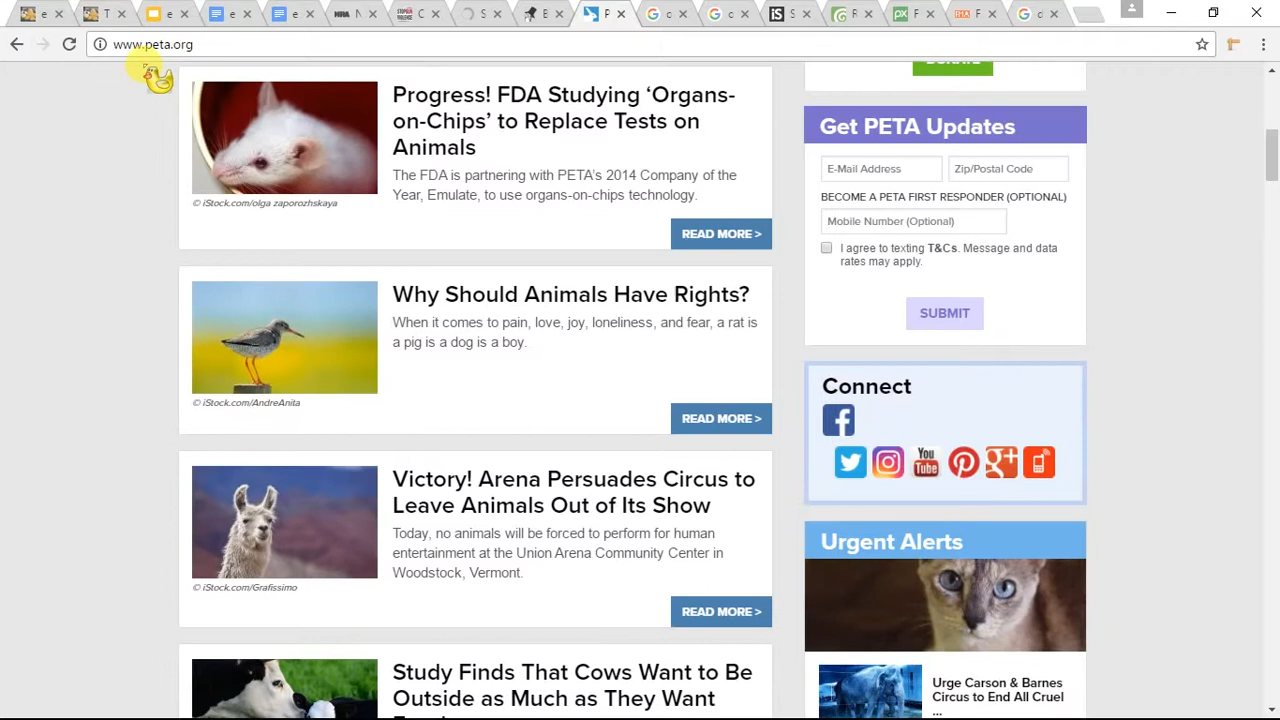 e
T
e
e
e
NRA N
C
S
B
P
c
c
S
R
p
F
d
www.peta.org
DONATE
Progress! FDA Studying ‘Organs-
on-Chips’ to Replace Tests on
Animals
The FDA is partnering with PETA’s 2014 Company of the
Year, Emulate, to use organs-on-chips technology.
© iStock.com/olga zaporozhskaya
READ MORE >
Why Should Animals Have Rights?
When it comes to pain, love, joy, loneliness, and fear, a rat is
a pig is a dog is a boy.
© iStock.com/AndreAnita
READ MORE >
Victory! Arena Persuades Circus to
Leave Animals Out of Its Show
Today, no animals will be forced to perform for human
entertainment at the Union Arena Community Center in
Woodstock, Vermont.
© iStock.com/Grafissimo
READ MORE >
Study Finds That Cows Want to Be
Outside as Much as They Want
Get PETA Updates
E-Mail Address
Zip/Postal Code
BECOME A PETA FIRST RESPONDER (OPTIONAL)
Mobile Number (Optional)
I agree to texting T&Cs. Message and data
rates may apply.
SUBMIT
Connect
You
Tube
Urgent Alerts
Urge Carson & Barnes
Circus to End All Cruel
...